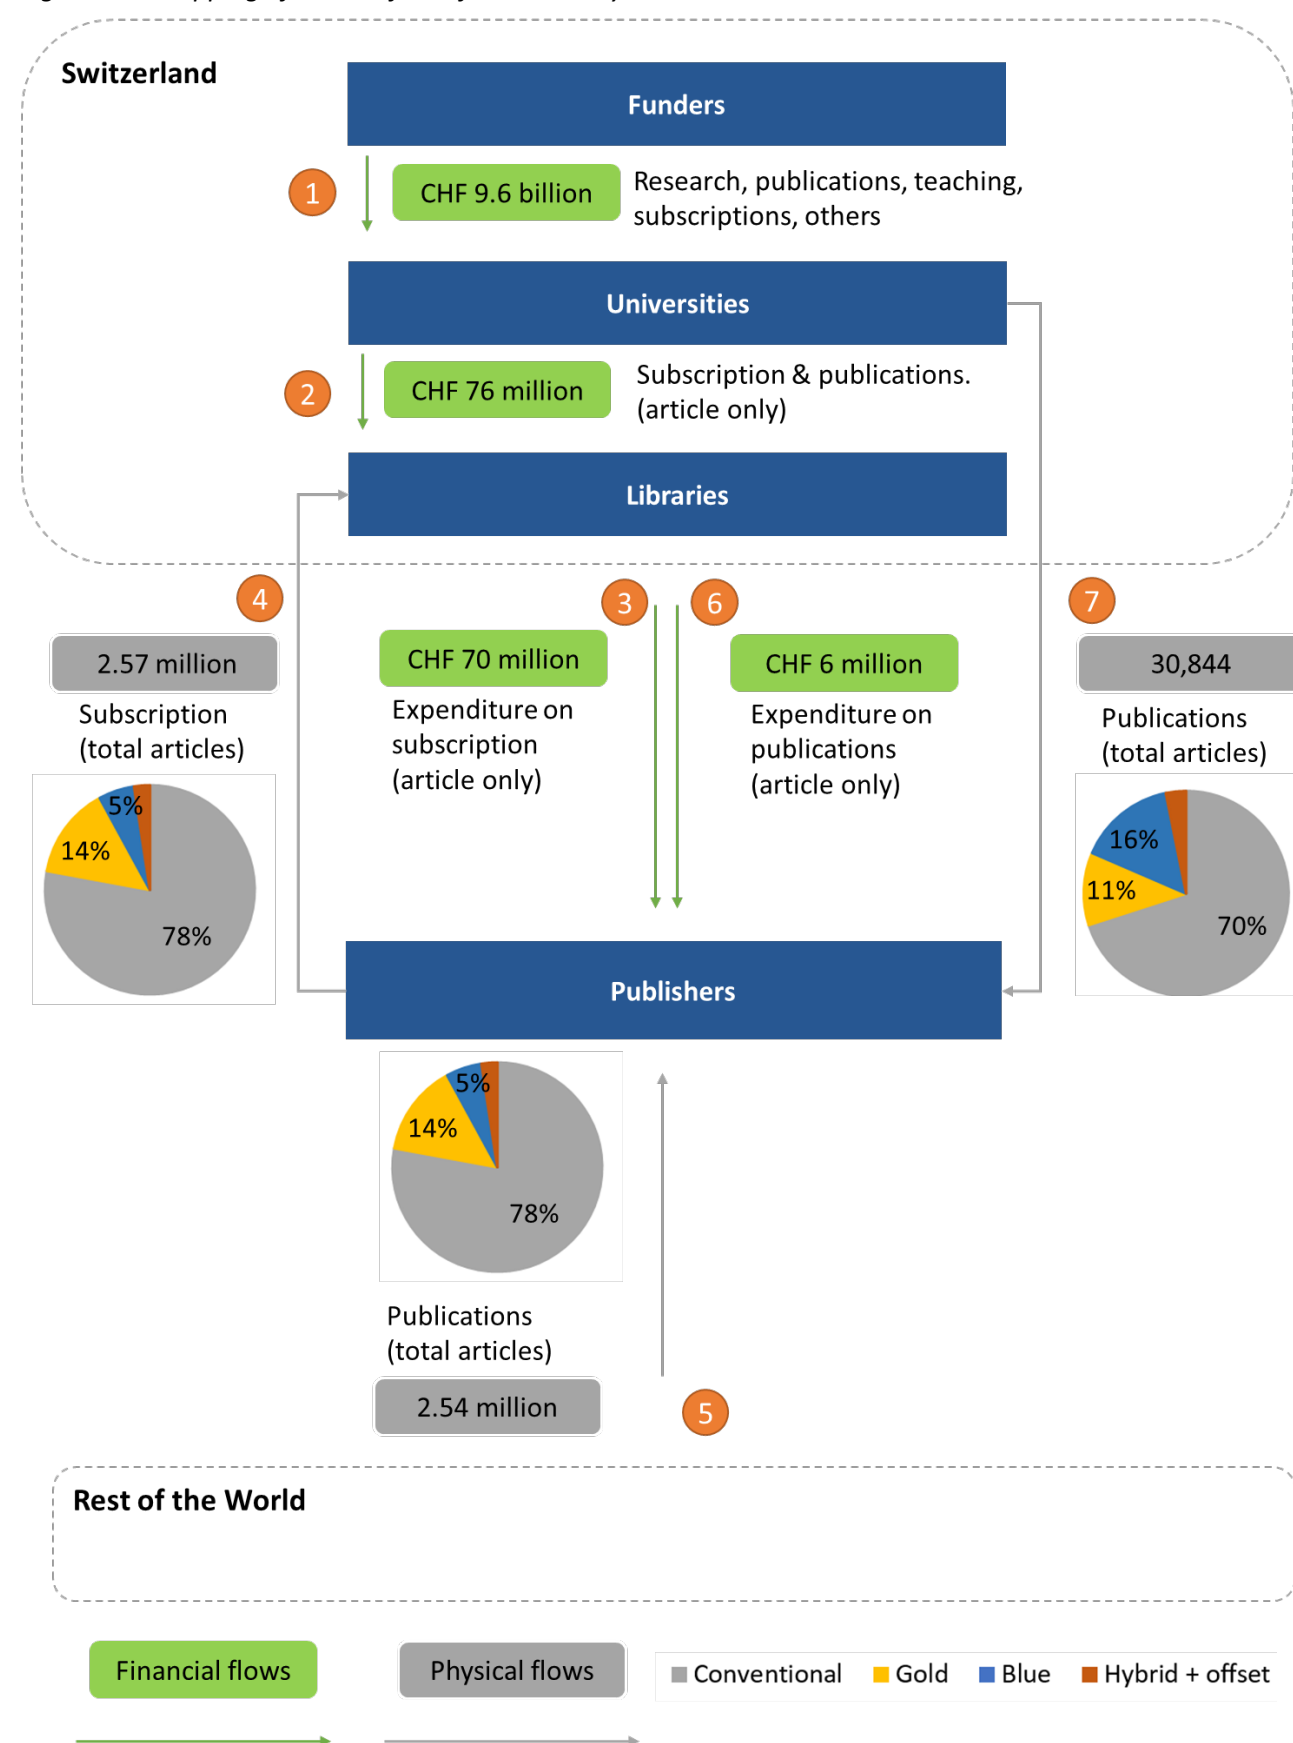 Switzerland
Funders
1
CHF 9.6 billion
Research, publications, teaching,
subscriptions, others
Universities
2
CHF 76 million
Subscription & publications.
(article only)
Libraries
4
3
6
7
2.57 million
Subscription
(total articles)
5%
14%
78%
CHF 70 million
Expenditure on
subscription
(article only)
CHF 6 million
Expenditure on
publications
(article only)
30,844
Publications
(total articles)
16%
11%
70%
Publishers
5%
14%
78%
Publications
(total articles)
2.54 million
5
Rest of the World
Financial flows
Physical flows
Conventional
Gold
Blue
Hybrid + offset